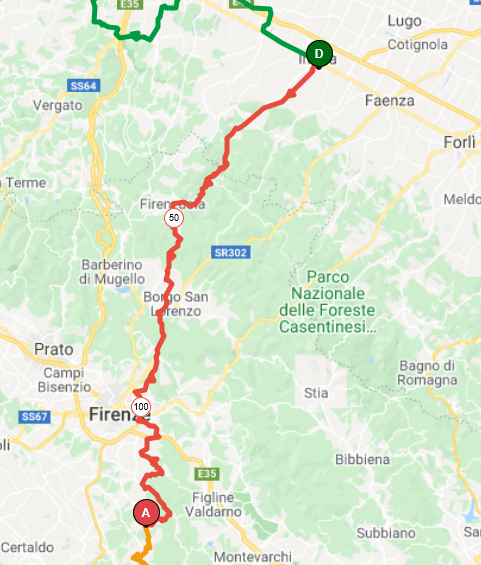 E35
Lugo
Cotignola
D
SS64
Faenza
Vergato
Forlì
Terme
Firenzuola
Meldo
50
SR302
Barberino
di Mugello
Parco
Nazionale
delle Foreste
Casentinesi...
Borgo San
Lorenzo
Prato
Campi
Bisenzio
Bagno di
Romagna
Stia
100
Firenze
SS67
Bibbiena
E35
Figline
Valdarno
A
Subbiano
Certaldo
Montevarchi